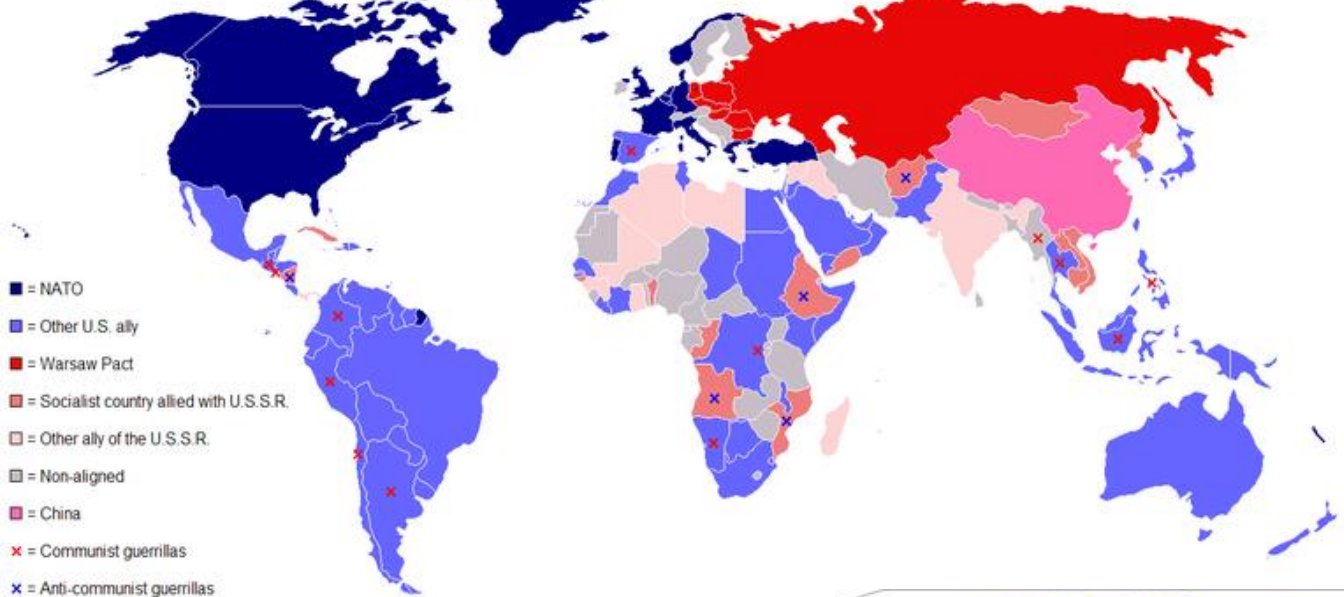 = NATO
= Other U.S. ally
= Warsaw Pact
= Socialist country allied with U.S.S.R.
= Other ally of the U.S.S.R.
= Non-aligned
= China
× = Communist guerrillas
× = Anti-communist guerrillas